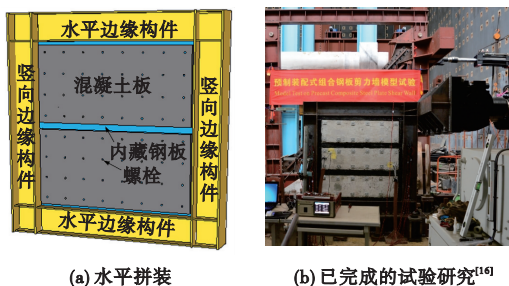 水平边缘构件
竖向边缘构件
混凝土板
内藏钢板
螺栓
竖向边缘构件
水平边缘构件
预制装配式组合钢板剪力墙模型试验
(a) 水平拼装
(b) 已完成的试验研究[16]